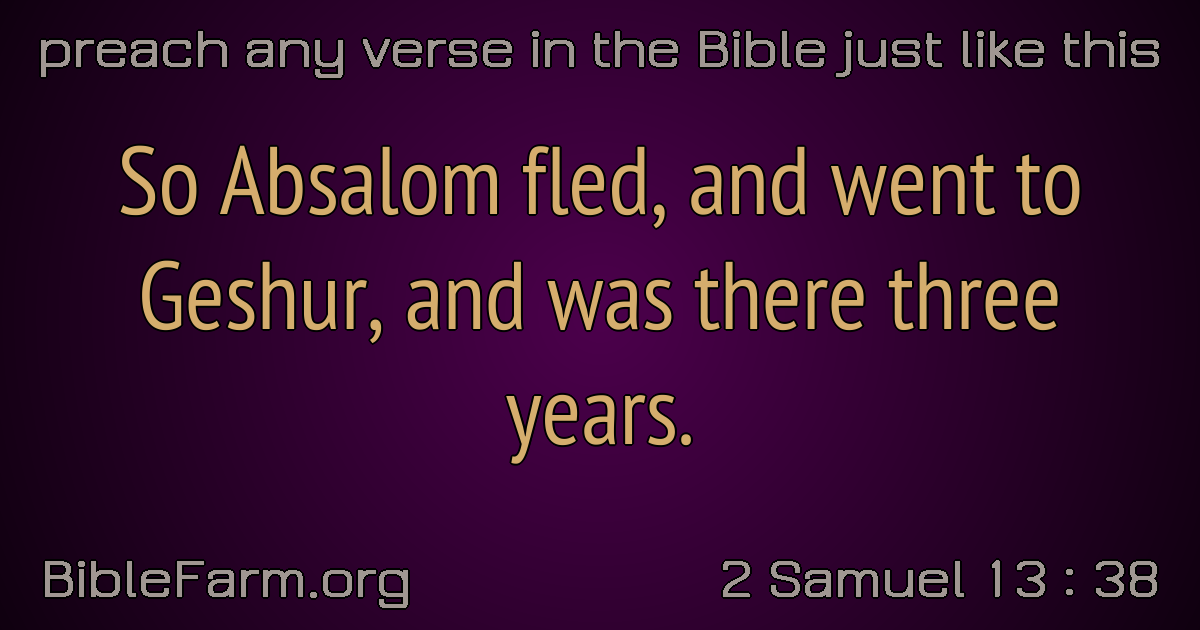 preach any verse in the Bible just like this
So Absalom fled, and went to
Geshur, and was there three
years.
BibleFarm.org
2 Samuel 13 : 38